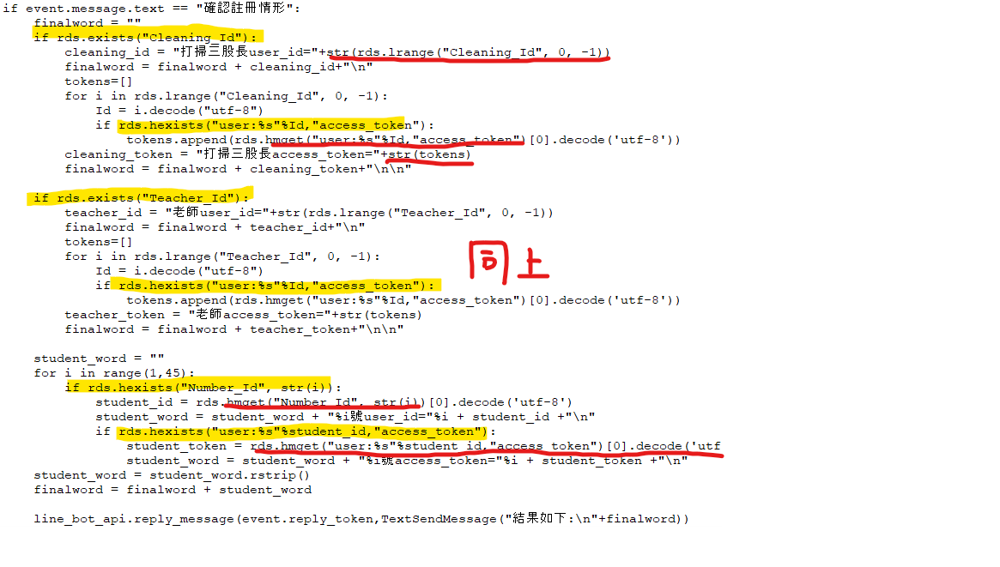 if event.message.text == "確認註冊情形":
    finalword = ""
    if rds.exists("Cleaning_Id"):
        cleaning_id = "打掃三股長user_id="+str(rds.lrange("Cleaning_Id", 0, -1))
        finalword = finalword + cleaning_id+"\n"
        tokens=[]
        for i in rds.lrange("Cleaning_Id", 0, -1):
            Id = i.decode("utf-8")
            if rds.hexists("user:%s"%Id,"access_token"):
                tokens.append(rds.hmget("user:%s"%Id,"access_token")[0].decode('utf-8'))
        cleaning_token = "打掃三股長access_token="+str(tokens)
        finalword = finalword + cleaning_token+"\n\n"
    if rds.exists("Teacher_Id"):
        teacher_id = "老師user_id="+str(rds.lrange("Teacher_Id", 0, -1))
        finalword = finalword + teacher_id+"\n"
        tokens=[]
        for i in rds.lrange("Teacher_Id", 0, -1):
            Id = i.decode("utf-8")
            if rds.hexists("user:%s"%Id,"access_token"):
                tokens.append(rds.hmget("user:%s"%Id,"access_token")[0].decode('utf-8'))
        teacher_token = "老師access_token="+str(tokens)
        finalword = finalword + teacher_token+"\n\n"
同上
    student_word = ""
    for i in range(1,45):
        if rds.hexists("Number_Id", str(i)):
            student_id = rds.hmget("Number_Id", str(i))[0].decode('utf-8')
            student_word = student_word + "%i號user_id="%i + student_id +"\n"
            if rds.hexists("user:%s"%student_id,"access_token"):
                student_token = rds.hmget("user:%s"%student_id,"access_token")[0].decode('utf
                student_word = student_word + "%i號access_token="%i + student_token +"\n"
    student_word = student_word.rstrip()
    finalword = finalword + student_word
    line_bot_api.reply_message(event.reply_token,TextSendMessage("結果如下:\n"+finalword))